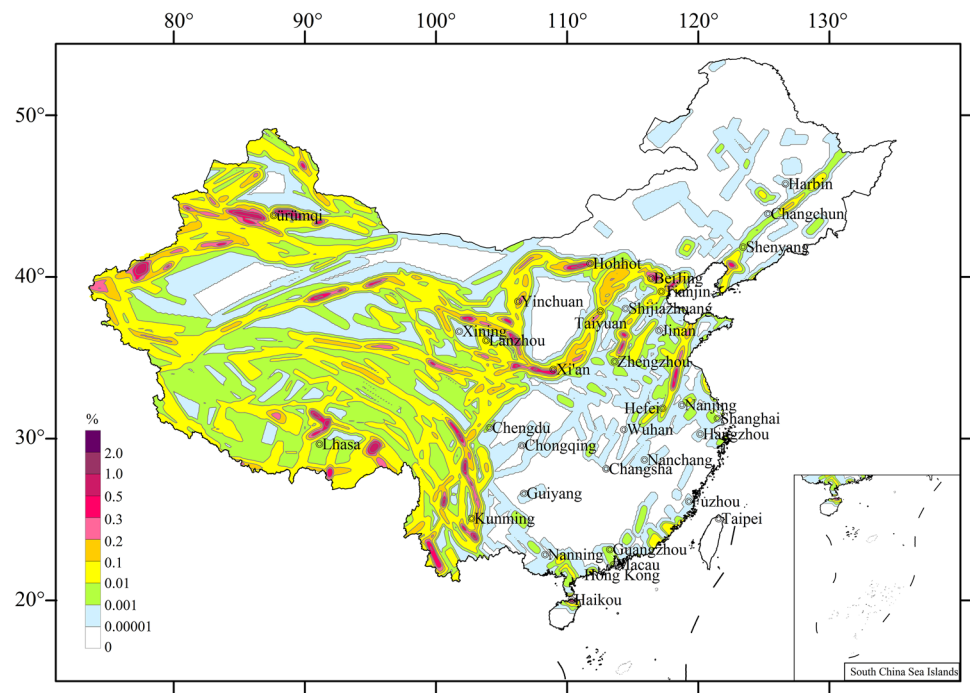 80° 90° 100° 110° 120° 130°
50°
40°
30°
20°
Harbin
Changchun
ürümqi
Shenyang
Hohhot
BeiJing
Tianjin
Yinchuan
Shijiazhuang
Taiyuan
Xining
Jinan
Lanzhou
Zhengzhou
Xi'an
Hefei
Nanjing
Shanghai
Chengdu
Wuhan
Hangzhou
Lhasa
Chongqing
Nanchang
Changsha
Guiyang
Fuzhou
Kunming
Taipei
Nanning
Guangzhou
Macau
Hong Kong
Haikou
%
2.0
1.0
0.5
0.3
0.2
0.1
0.01
0.001
0.00001
0
South China Sea Islands